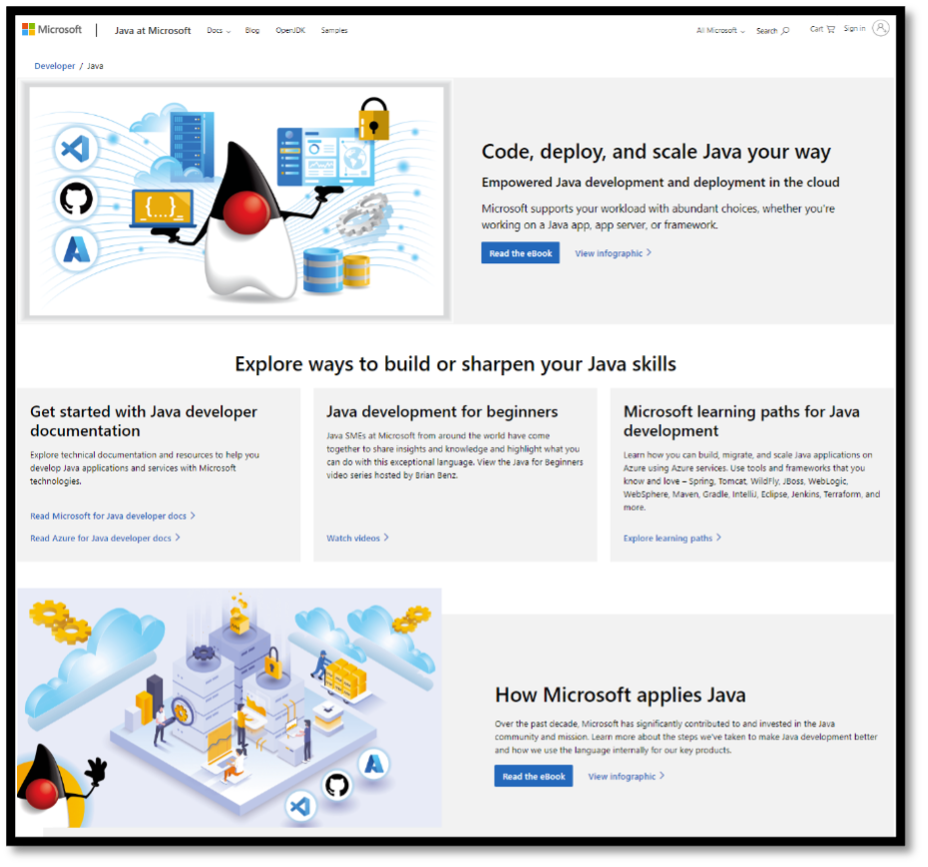 Microsoft | Java at Microsoft Docs Blog OpenJDK Samples All Microsoft Search Cart Sign in
Developer / Java
{...}
Code, deploy, and scale Java your way
Empowered Java development and deployment in the cloud
Microsoft supports your workload with abundant choices, whether you're
working on a Java app, app server, or framework.
Read the eBook View infographic >
Explore ways to build or sharpen your Java skills
Get started with Java developer
documentation
Explore technical documentation and resources to help you
develop Java applications and services with Microsoft
technologies.
Read Microsoft for Java developer docs >
Read Azure for Java developer docs >
Java development for beginners
Java SMEs at Microsoft from around the world have come
together to share insights and knowledge and highlight what you
can do with this exceptional language. View the Java for Beginners
video series hosted by Brian Benz.
Watch videos >
Microsoft learning paths for Java
development
Learn how you can build, migrate, and scale Java applications on
Azure using Azure services. Use tools and frameworks that you
know and love – Spring, Tomcat, WildFly, JBoss, WebLogic,
WebSphere, Maven, Gradle, IntelliJ, Eclipse, Jenkins, Terraform, and
more.
Explore learning paths >
How Microsoft applies Java
Over the past decade, Microsoft has significantly contributed to and invested in the Java
community and mission. Learn more about the steps we've taken to make Java development better
and how we use the language internally for our key products.
Read the eBook View infographic >